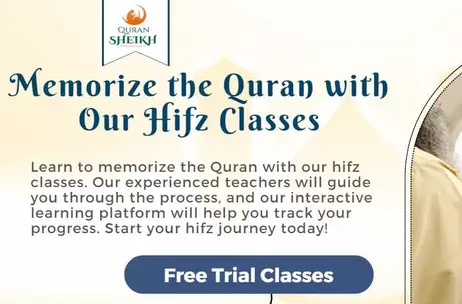 QURAN
SHEIKH
Memorize the Quran with
Our Hifz Classes
Learn to memorize the Quran with our hifz
classes. Our experienced teachers will guide
you through the process, and our interactive
learning platform will help you track your
progress. Start your hifz journey today!
Free Trial Classes